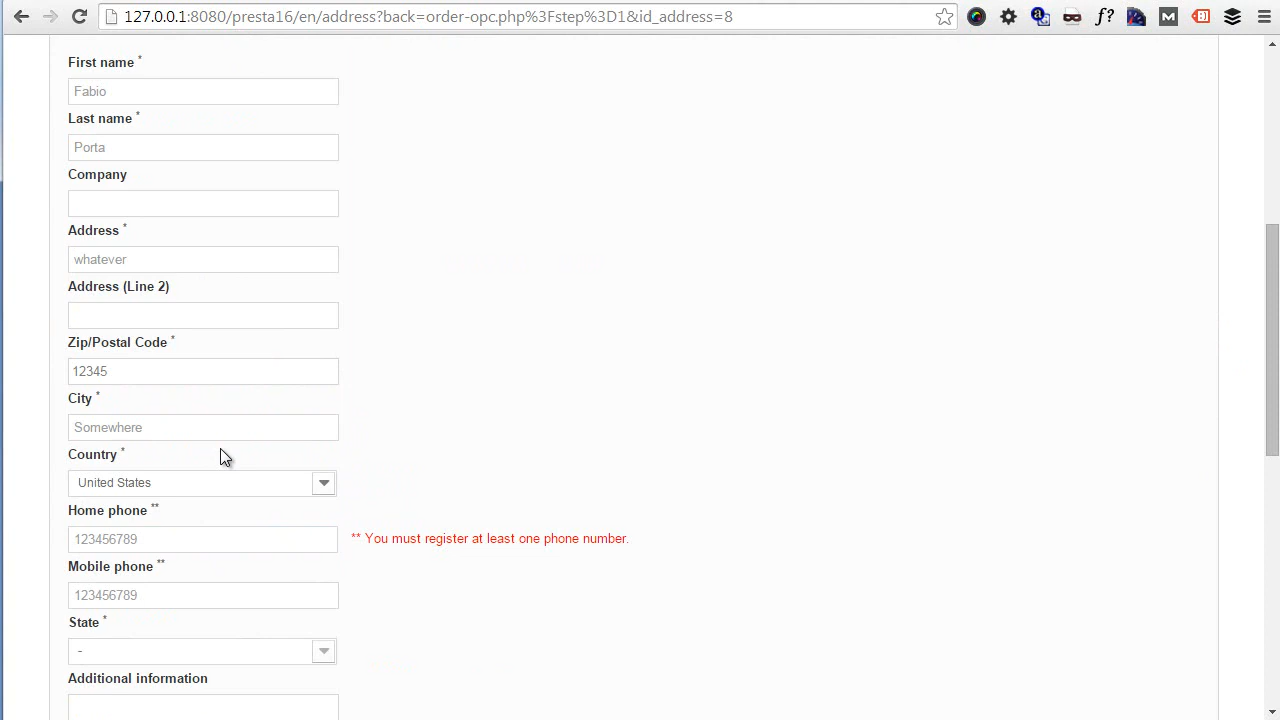 127.0.0.1:8080/presta16/en/address?back=order-opc.php%3Fstep%3D1&id_address=8
f?
M
First name *
Fabio
Last name *
Porta
Company
Address *
whatever
Address (Line 2)
Zip/Postal Code *
12345
City *
Somewhere
Country *
United States
Home phone **
123456789
** You must register at least one phone number.
Mobile phone **
123456789
State *
-
Additional information